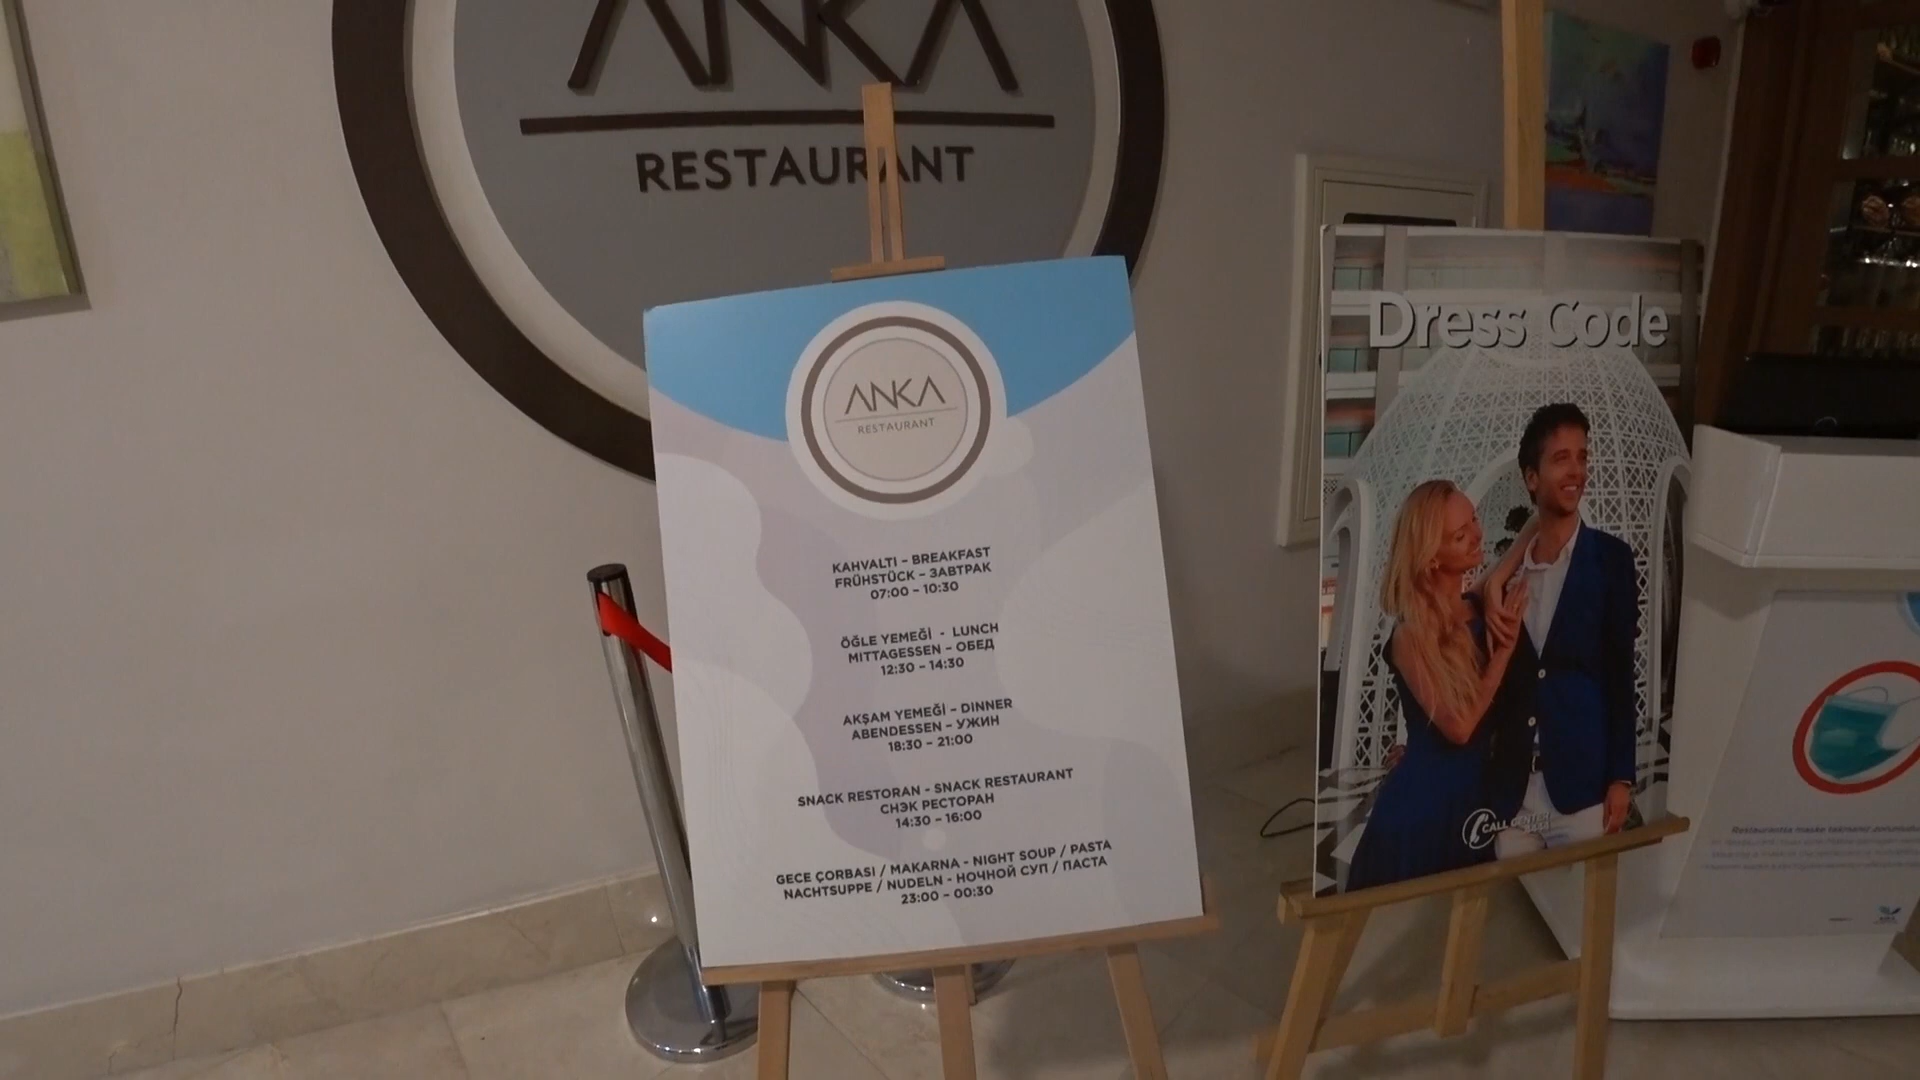 ANKA
RESTAURANT
ANKA
RESTAURANT
KAHVALTI – BREAKFAST
FRÜHSTÜCK – ЗАВТРАК
07:00 – 10:30
ÖĞLE YEMEĞİ - LUNCH
MITTAGESSEN – ОБЕД
12:30 – 14:30
AKŞAM YEMEĞİ – DINNER
ABENDESSEN – УЖИН
18:30 – 21:00
SNACK RESTORAN - SNACK RESTAURANT
СНЭК РЕСТОРАН
14:30 – 16:00
GECE ÇORBASI / MAKARNA - NIGHT SOUP / PASTA
NACHTSUPPE / NUDELN - НОЧНОЙ СУП / ПАСТА
23:00 – 00:30
Dress Code
CALL CENTER